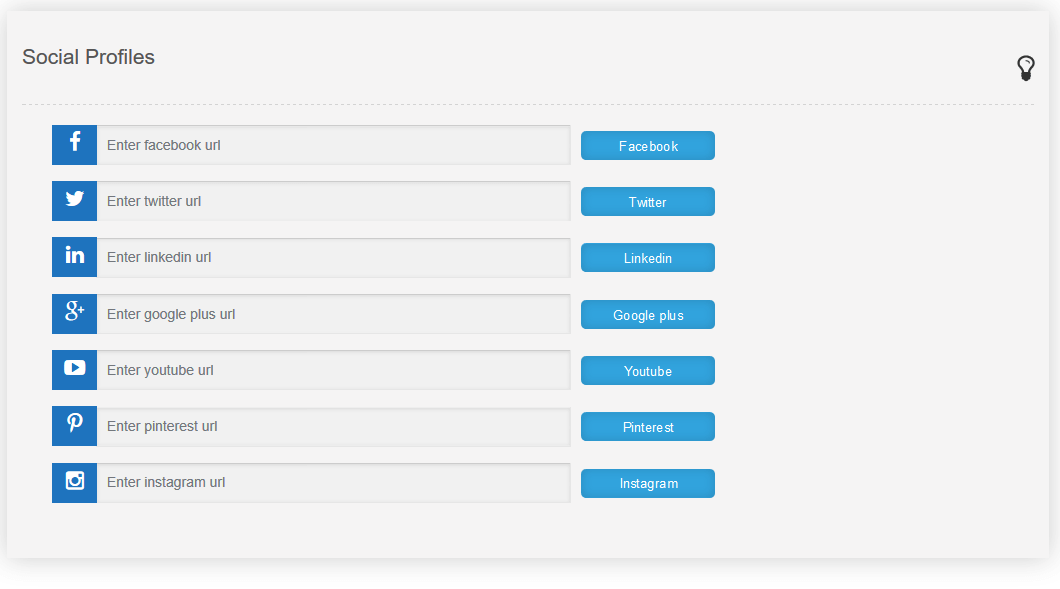 Social Profiles
Enter facebook url Facebook
Enter twitter url Twitter
Enter linkedin url Linkedin
Enter google plus url Google plus
Enter youtube url Youtube
Enter pinterest url Pinterest
Enter instagram url Instagram